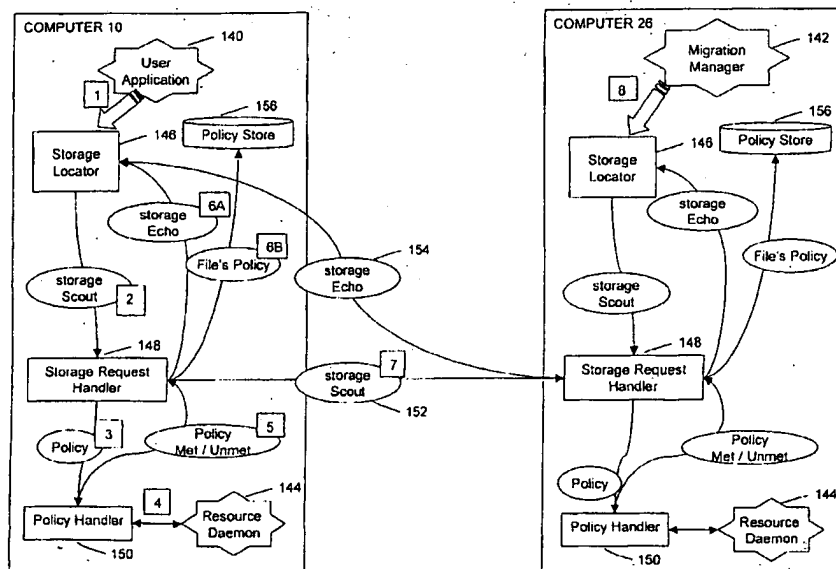 COMPUTER 10
140
User
Application
1
156
146
Policy Store
Storage
Locator
6A
storage
Echo
6B
File's Policy
storage
Scout
2
148
Storage Request
Handler
3
Policy
5
Policy
Met / Unmet
4
144
Policy Handler
Resource
Daemon
150
154
storage
Echo
7
storage
Scout
152
COMPUTER 26
142
Migration
Manager
8
156
146
Policy Store
Storage
Locator
storage
Echo
File's Policy
storage
Scout
148
Storage Request
Handler
Policy
Met / Unmet
Policy
144
Policy Handler
Resource
Daemon
150